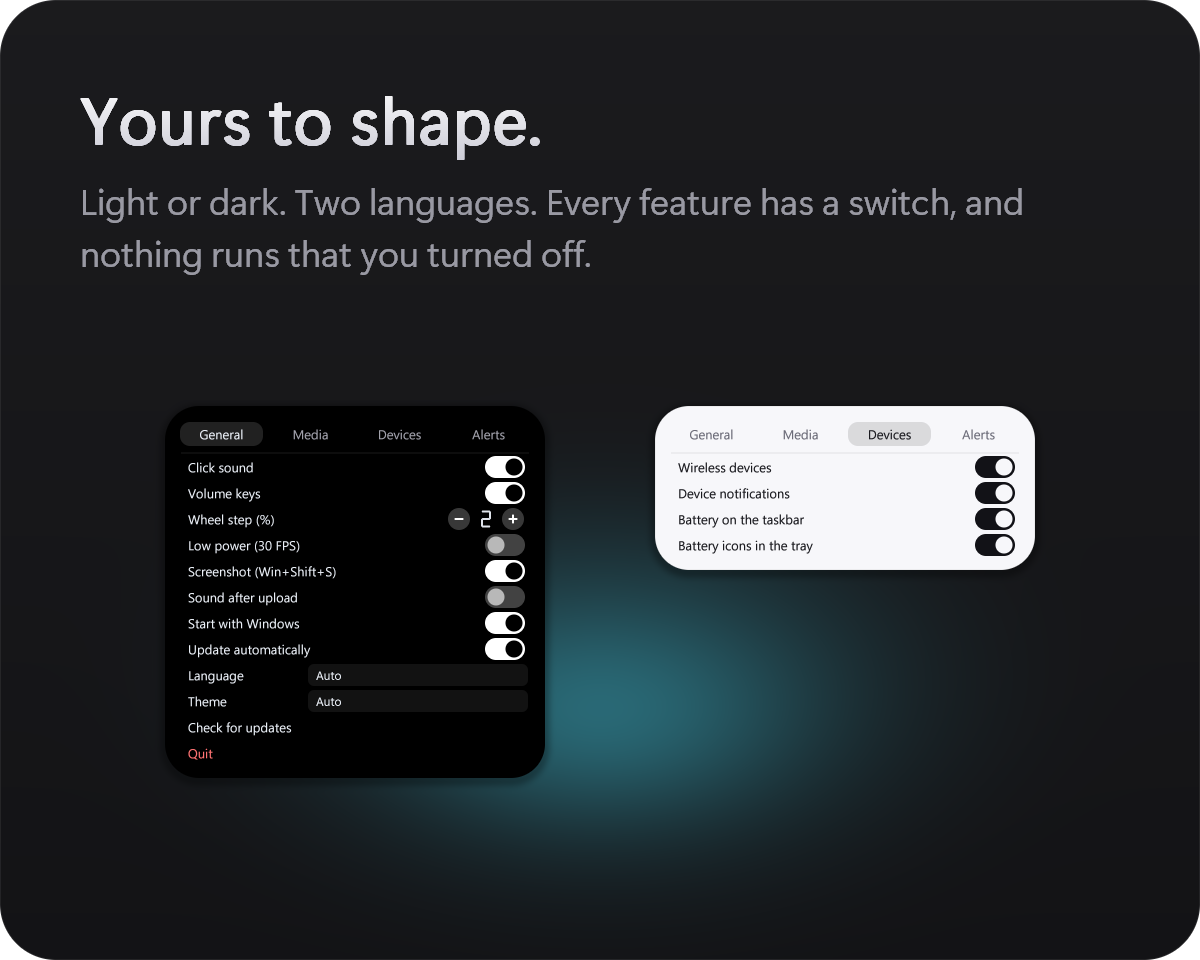 Yours to shape.
Light or dark. Two languages. Every feature has a switch, and
nothing runs that you turned off.
General Media Devices Alerts
Click sound
Volume keys
Wheel step (%) − 2 +
Low power (30 FPS)
Screenshot (Win+Shift+S)
Sound after upload
Start with Windows
Update automatically
Language Auto
Theme Auto
Check for updates
Quit
General Media Devices Alerts
Wireless devices
Device notifications
Battery on the taskbar
Battery icons in the tray